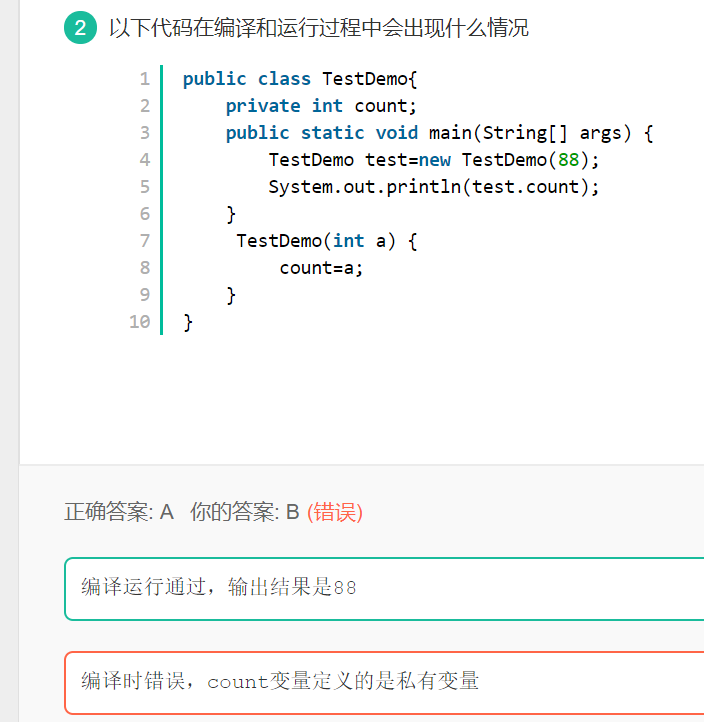 2 以下代码在编译和运行过程中会出现什么情况
1 public class TestDemo{
2 private int count;
3 public static void main(String[] args) {
4 TestDemo test=new TestDemo(88);
5 System.out.println(test.count);
6 }
7 TestDemo(int a) {
8 count=a;
9 }
10 }
正确答案: A 你的答案: B (错误)
编译运行通过，输出结果是88
编译时错误，count变量定义的是私有变量